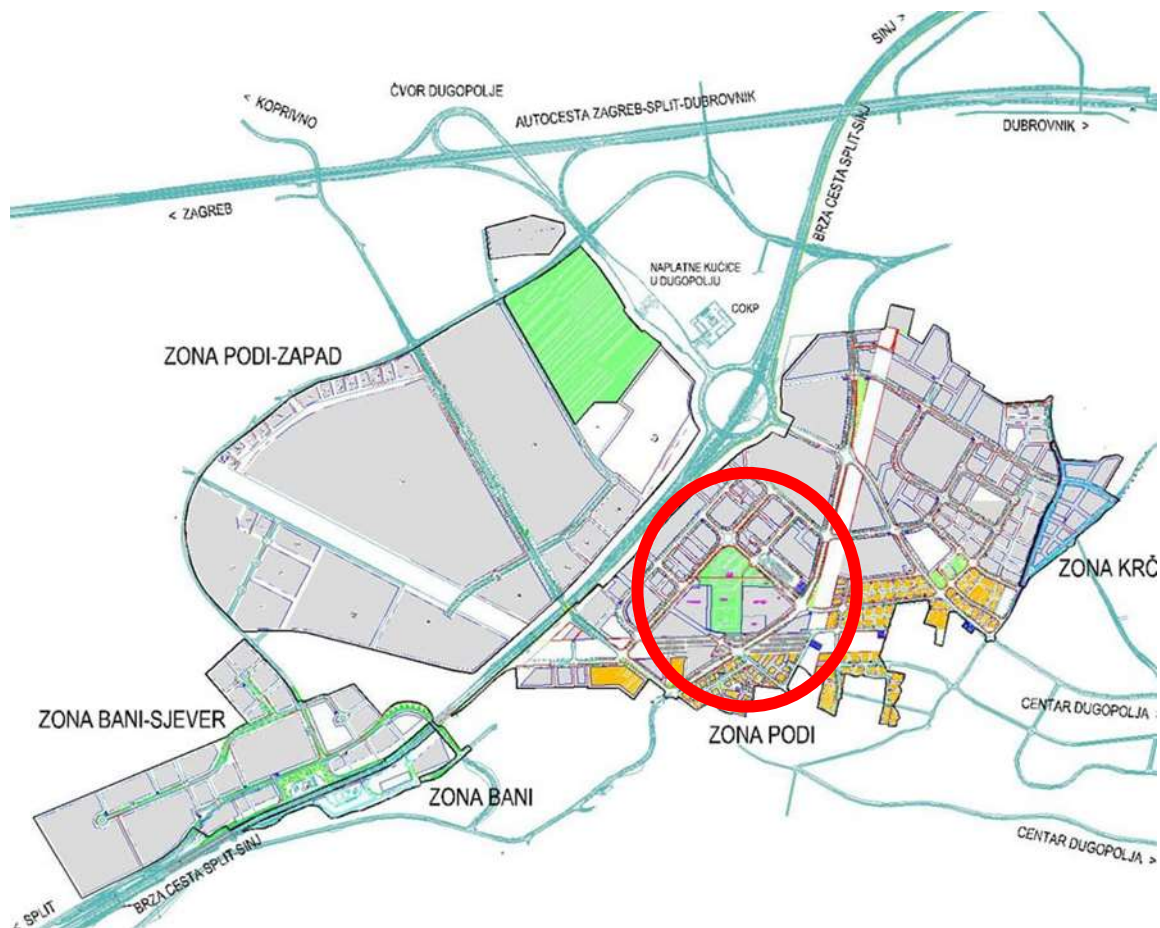 SINJ >
ČVOR DUGOPOLJE
< KOPRIVNO
AUTOCESTA ZAGREB-SPLIT-DUBROVNIK
DUBROVNIK >
BRZA CESTA SPLIT-SINJ
< ZAGREB
NAPLATNE KUĆICE
U DUGOPOLJU
COKP
ZONA PODI-ZAPAD
ZONA KRČ
ZONA BANI-SJEVER
CENTAR DUGOPOLJA >
ZONA PODI
ZONA BANI
CENTAR DUGOPOLJA >
BRZA CESTA SPLIT-SINJ
< SPLIT